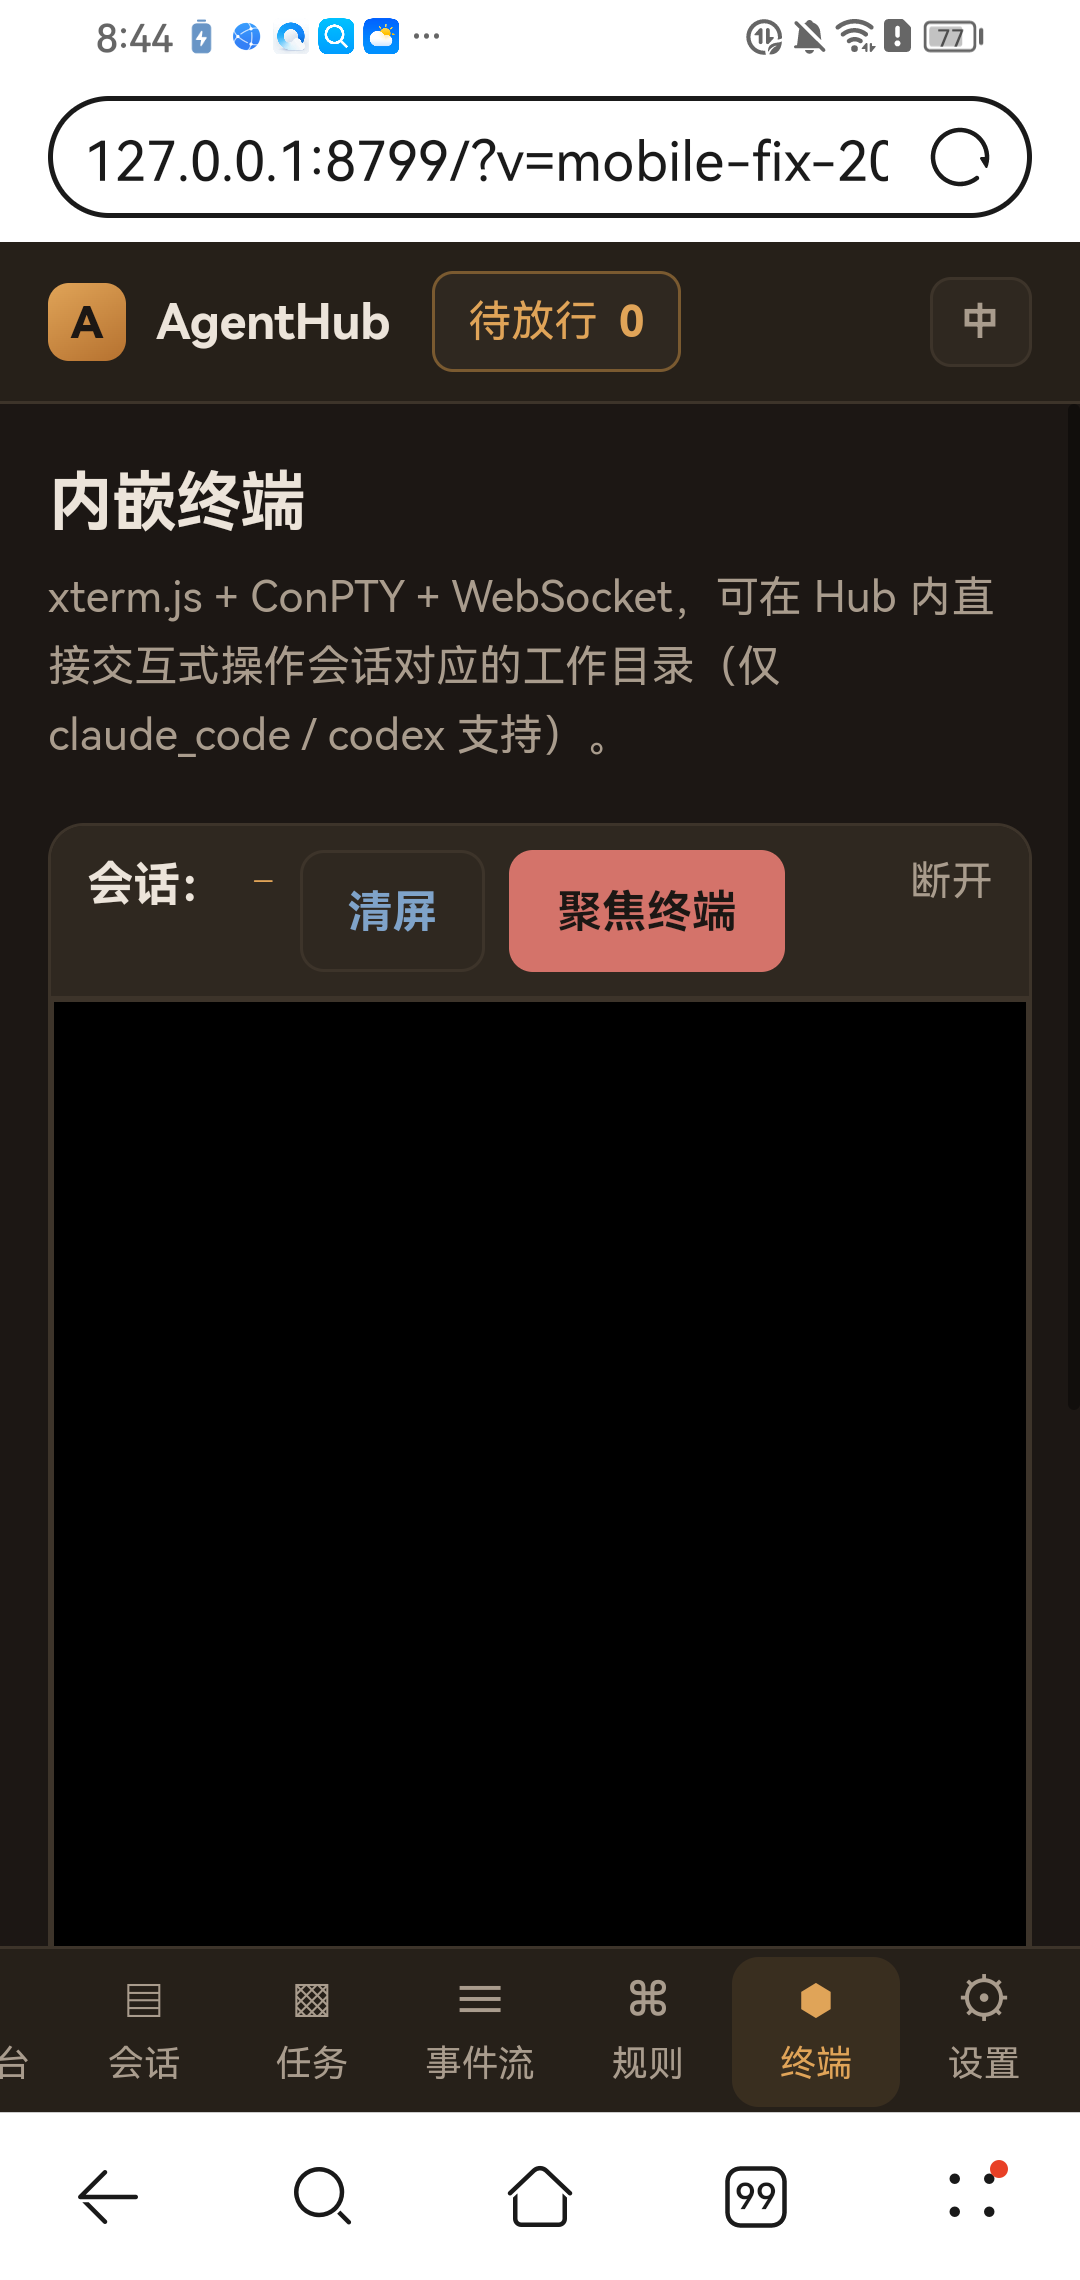 8:44
77
127.0.0.1:8799/?v=mobile-fix-20
A AgentHub 待放行 0 中
内嵌终端
xterm.js + ConPTY + WebSocket，可在 Hub 内直
接交互式操作会话对应的工作目录（仅
claude_code / codex 支持）。
会话： – 清屏 聚焦终端 断开
台 会话 任务 事件流 规则 终端 设置
99